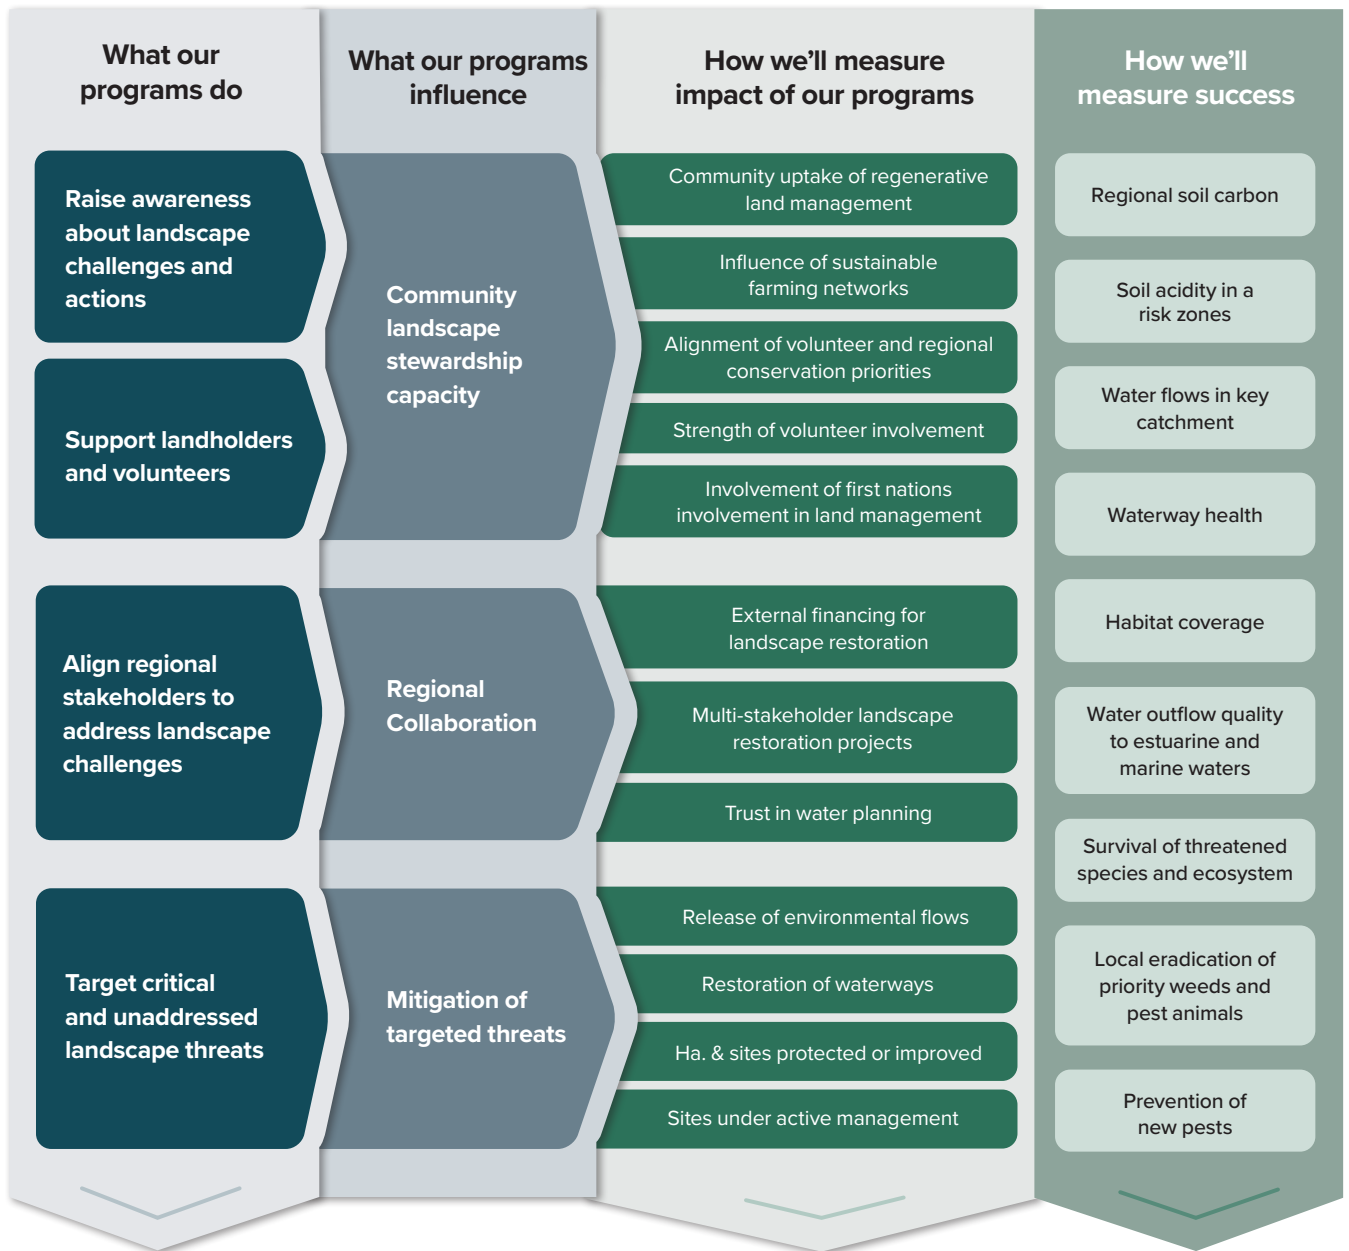 What our
programs do
Raise awareness
about landscape
challenges and
actions
Support landholders
and volunteers
Align regional
stakeholders to
address landscape
challenges
Target critical
and unaddressed
landscape threats
What our programs
influence
Community
landscape
stewardship
capacity
Regional
Collaboration
Mitigation of
targeted threats
How we'll measure
impact of our programs
Community uptake of regenerative
land management
Influence of sustainable
farming networks
Alignment of volunteer and regional
conservation priorities
Strength of volunteer involvement
Involvement of first nations
involvement in land management
External financing for
landscape restoration
Multi-stakeholder landscape
restoration projects
Trust in water planning
Release of environmental flows
Restoration of waterways
Ha. & sites protected or improved
Sites under active management
How we'll
measure success
Regional soil carbon
Soil acidity in a
risk zones
Water flows in key
catchment
Waterway health
Habitat coverage
Water outflow quality
to estuarine and
marine waters
Survival of threatened
species and ecosystem
Local eradication of
priority weeds and
pest animals
Prevention of
new pests